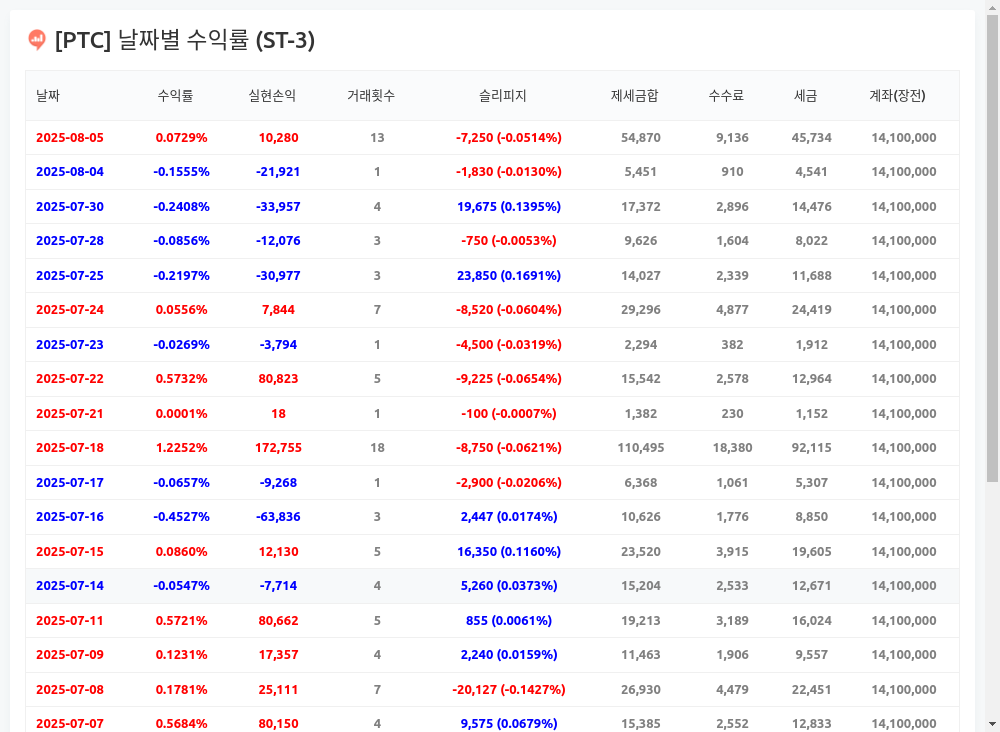 [PTC] 날짜별 수익률 (ST-3)
날짜 수익률 실현손익 거래횟수 슬리피지 제세금합 수수료 세금 계좌(장전)
2025-08-05 0.0729% 10,280 13 -7,250 (-0.0514%) 54,870 9,136 45,734 14,100,000
2025-08-04 -0.1555% -21,921 1 -1,830 (-0.0130%) 5,451 910 4,541 14,100,000
2025-07-30 -0.2408% -33,957 4 19,675 (0.1395%) 17,372 2,896 14,476 14,100,000
2025-07-28 -0.0856% -12,076 3 -750 (-0.0053%) 9,626 1,604 8,022 14,100,000
2025-07-25 -0.2197% -30,977 3 23,850 (0.1691%) 14,027 2,339 11,688 14,100,000
2025-07-24 0.0556% 7,844 7 -8,520 (-0.0604%) 29,296 4,877 24,419 14,100,000
2025-07-23 -0.0269% -3,794 1 -4,500 (-0.0319%) 2,294 382 1,912 14,100,000
2025-07-22 0.5732% 80,823 5 -9,225 (-0.0654%) 15,542 2,578 12,964 14,100,000
2025-07-21 0.0001% 18 1 -100 (-0.0007%) 1,382 230 1,152 14,100,000
2025-07-18 1.2252% 172,755 18 -8,750 (-0.0621%) 110,495 18,380 92,115 14,100,000
2025-07-17 -0.0657% -9,268 1 -2,900 (-0.0206%) 6,368 1,061 5,307 14,100,000
2025-07-16 -0.4527% -63,836 3 2,447 (0.0174%) 10,626 1,776 8,850 14,100,000
2025-07-15 0.0860% 12,130 5 16,350 (0.1160%) 23,520 3,915 19,605 14,100,000
2025-07-14 -0.0547% -7,714 4 5,260 (0.0373%) 15,204 2,533 12,671 14,100,000
2025-07-11 0.5721% 80,662 5 855 (0.0061%) 19,213 3,189 16,024 14,100,000
2025-07-09 0.1231% 17,357 4 2,240 (0.0159%) 11,463 1,906 9,557 14,100,000
2025-07-08 0.1781% 25,111 7 -20,127 (-0.1427%) 26,930 4,479 22,451 14,100,000
2025-07-07 0.5684% 80,150 4 9,575 (0.0679%) 15,385 2,552 12,833 14,100,000